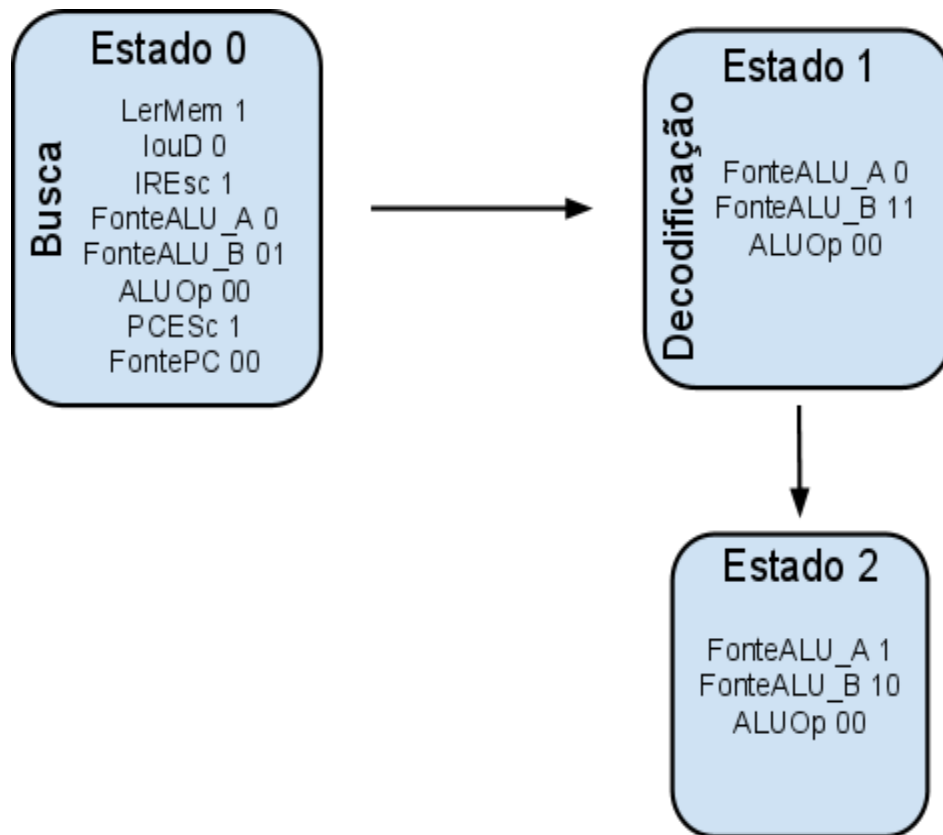 Estado 0
Busca
LerMem 1
IouD 0
IREsc 1
FonteALU_A 0
FonteALU_B 01
ALUOp 00
PCESc 1
FontePC 00
Estado 1
Decodificação
FonteALU_A 0
FonteALU_B 11
ALUOp 00
Estado 2
FonteALU_A 1
FonteALU_B 10
ALUOp 00